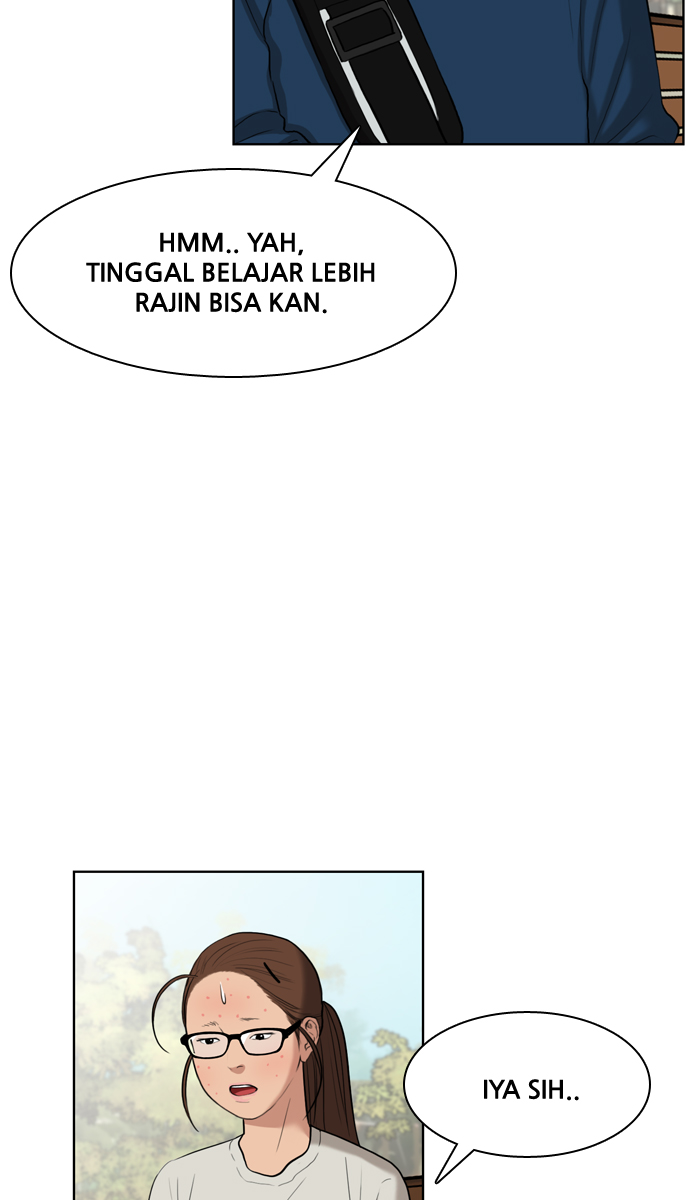 HMM.. YAH,
TINGGAL BELAJAR LEBIH
RAJIN BISA KAN.
IYA SIH..